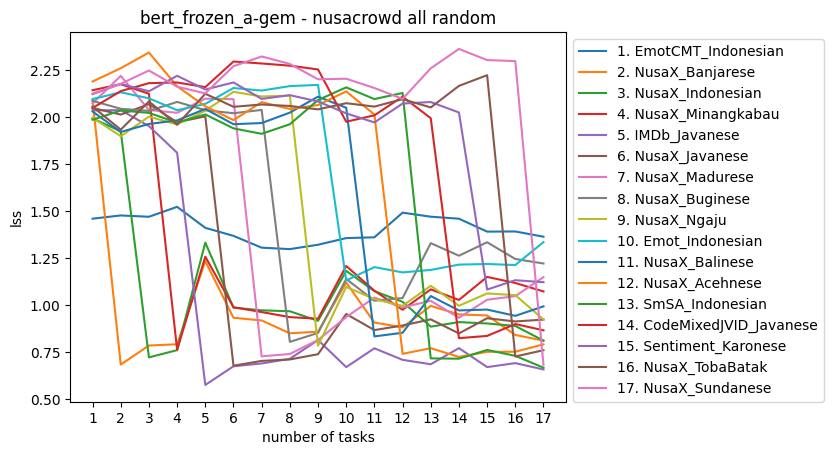 bert_frozen_a-gem - nusacrowd all random
lss
2.25
2.00
1.75
1.50
1.25
1.00
0.75
0.50
1 2 3 4 5 6 7 8 9 10 11 12 13 14 15 16 17
number of tasks
1. EmotCMT_Indonesian
2. NusaX_Banjarese
3. NusaX_Indonesian
4. NusaX_Minangkabau
5. IMDb_Javanese
6. NusaX_Javanese
7. NusaX_Madurese
8. NusaX_Buginese
9. NusaX_Ngaju
10. Emot_Indonesian
11. NusaX_Balinese
12. NusaX_Acehnese
13. SmSA_Indonesian
14. CodeMixedJVID_Javanese
15. Sentiment_Karonese
16. NusaX_TobaBatak
17. NusaX_Sundanese